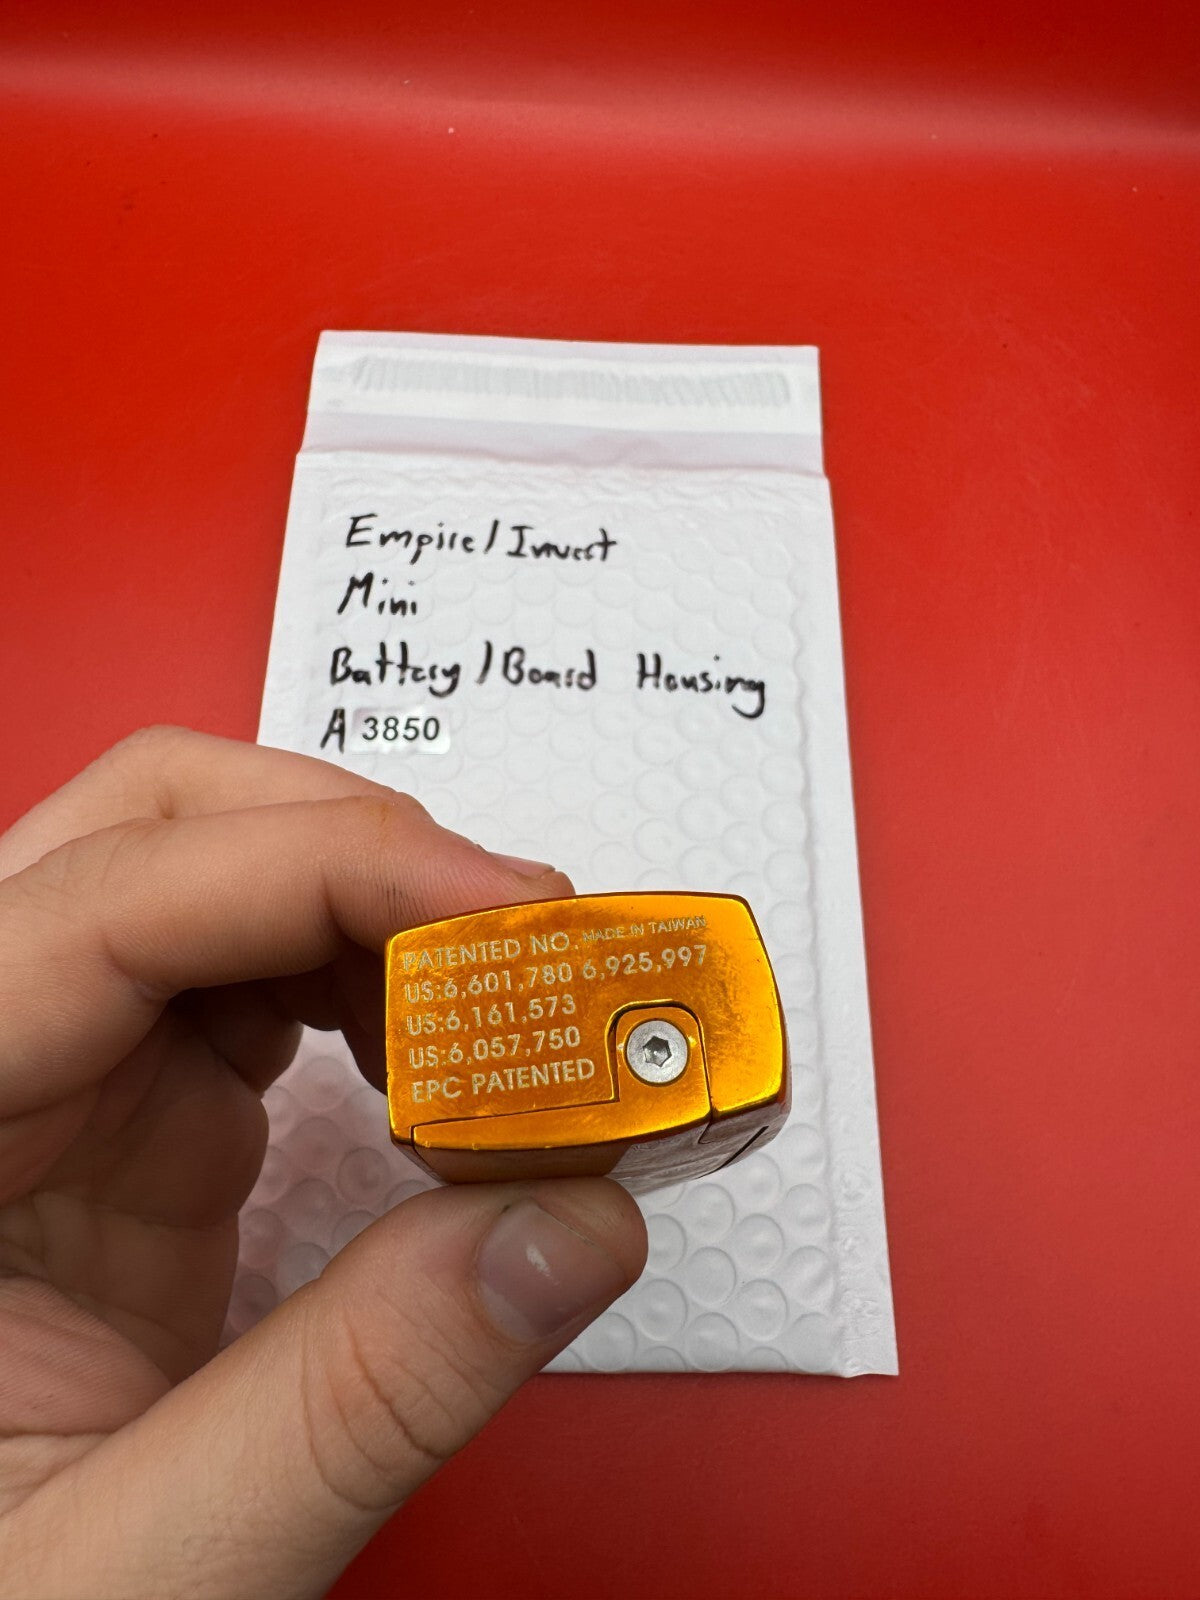 Empire/Invert
Mini
Battery/Board Housing
A 3850
PATENTED NO. MADE IN TAIWAN
US:6,601,780 6,925,997
US:6,161,573
US:6,057,750
EPC PATENTED